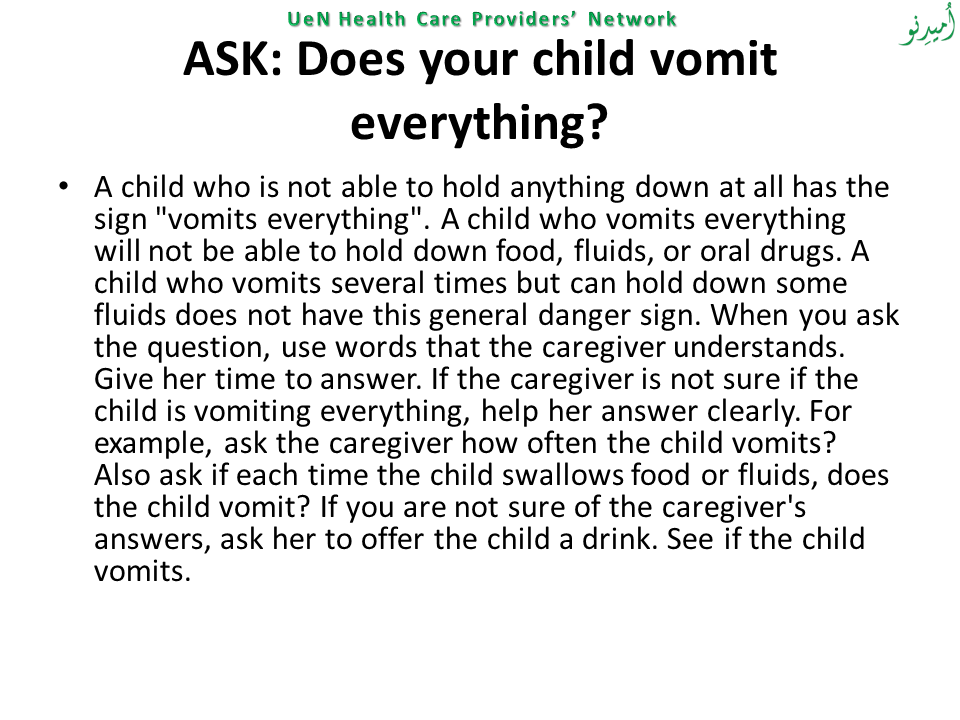 UeN Health Care Providers’ Network
أُميدِنو
ASK: Does your child vomit
everything?
• A child who is not able to hold anything down at all has the
sign "vomits everything". A child who vomits everything
will not be able to hold down food, fluids, or oral drugs. A
child who vomits several times but can hold down some
fluids does not have this general danger sign. When you ask
the question, use words that the caregiver understands.
Give her time to answer. If the caregiver is not sure if the
child is vomiting everything, help her answer clearly. For
example, ask the caregiver how often the child vomits?
Also ask if each time the child swallows food or fluids, does
the child vomit? If you are not sure of the caregiver's
answers, ask her to offer the child a drink. See if the child
vomits.